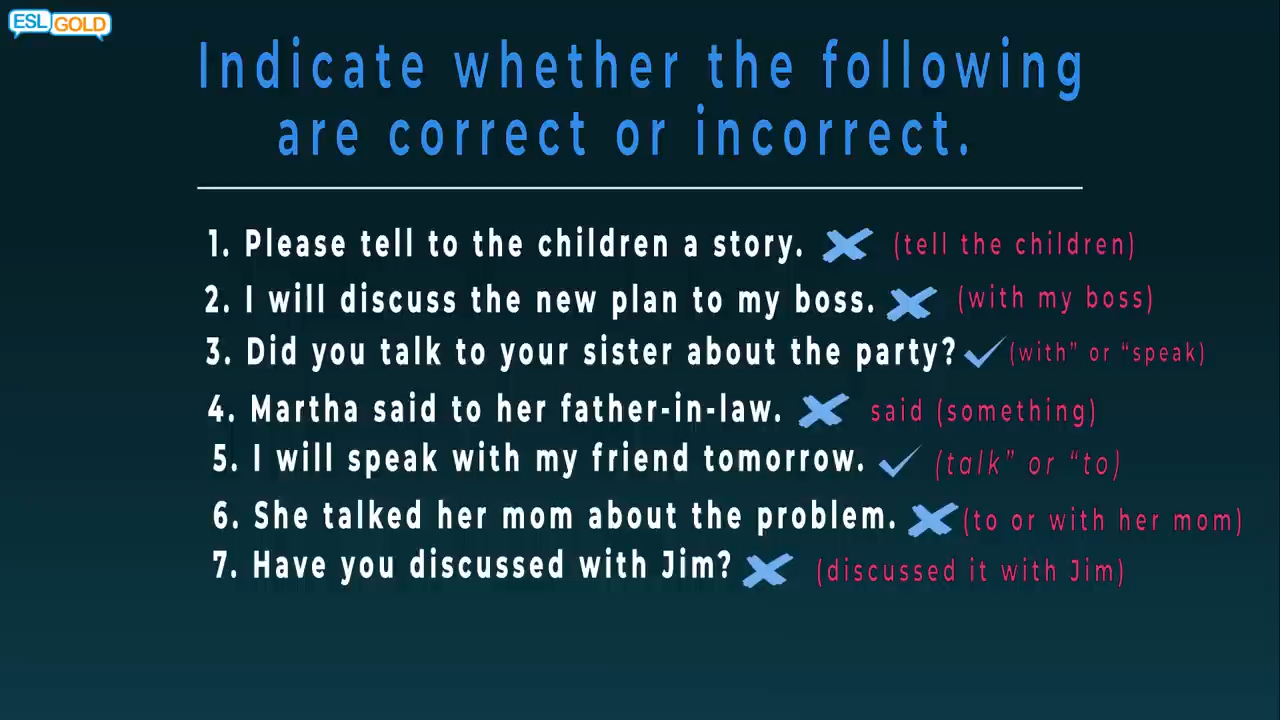 ESL GOLD
Indicate whether the following
are correct or incorrect.
1. Please tell to the children a story. (tell the children)
2. I will discuss the new plan to my boss. (with my boss)
3. Did you talk to your sister about the party? (with” or “speak)
4. Martha said to her father-in-law. said (something)
5. I will speak with my friend tomorrow. (talk” or “to)
6. She talked her mom about the problem. (to or with her mom)
7. Have you discussed with Jim? (discussed it with Jim)